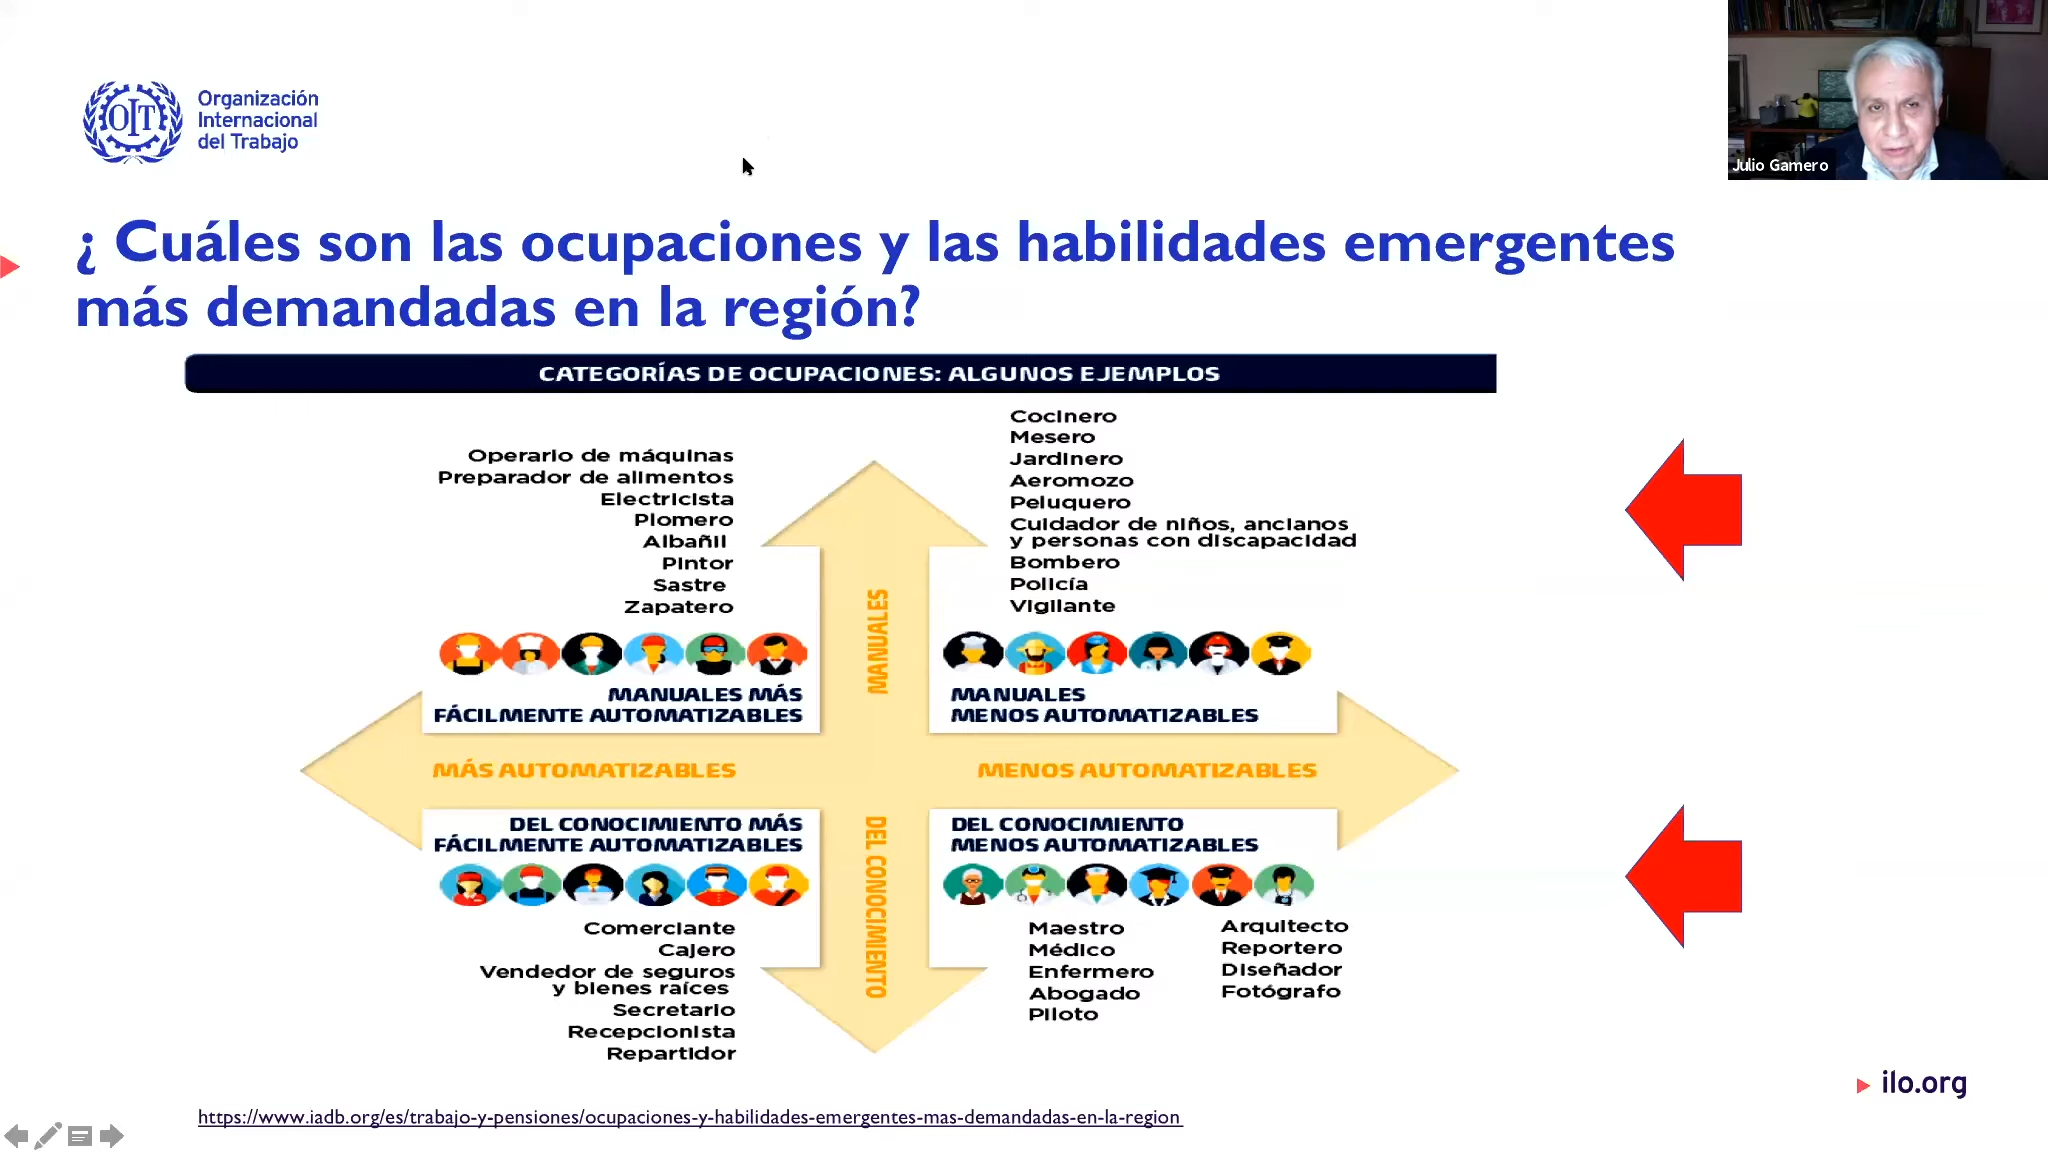 OIT
Organización
Internacional
del Trabajo
Julio Gamero
¿ Cuáles son las ocupaciones y las habilidades emergentes
más demandadas en la región?
CATEGORÍAS DE OCUPACIONES: ALGUNOS EJEMPLOS
Operario de máquinas
Preparador de alimentos
Electricista
Plomero
Albañil
Pintor
Sastre
Zapatero
MANUALES MÁS
FÁCILMENTE AUTOMATIZABLES
Cocinero
Mesero
Jardinero
Aeromozo
Peluquero
Cuidador de niños, ancianos
y personas con discapacidad
Bombero
Policía
Vigilante
MANUALES
MENOS AUTOMATIZABLES
MANUALES
MÁS AUTOMATIZABLES
MENOS AUTOMATIZABLES
DEL CONOCIMIENTO
DEL CONOCIMIENTO MÁS
FÁCILMENTE AUTOMATIZABLES
Comerciante
Cajero
Vendedor de seguros
y bienes raíces
Secretario
Recepcionista
Repartidor
DEL CONOCIMIENTO
MENOS AUTOMATIZABLES
Maestro
Médico
Enfermero
Abogado
Piloto
Arquitecto
Reportero
Diseñador
Fotógrafo
ilo.org
https://www.iadb.org/es/trabajo-y-pensiones/ocupaciones-y-habilidades-emergentes-mas-demandadas-en-la-region